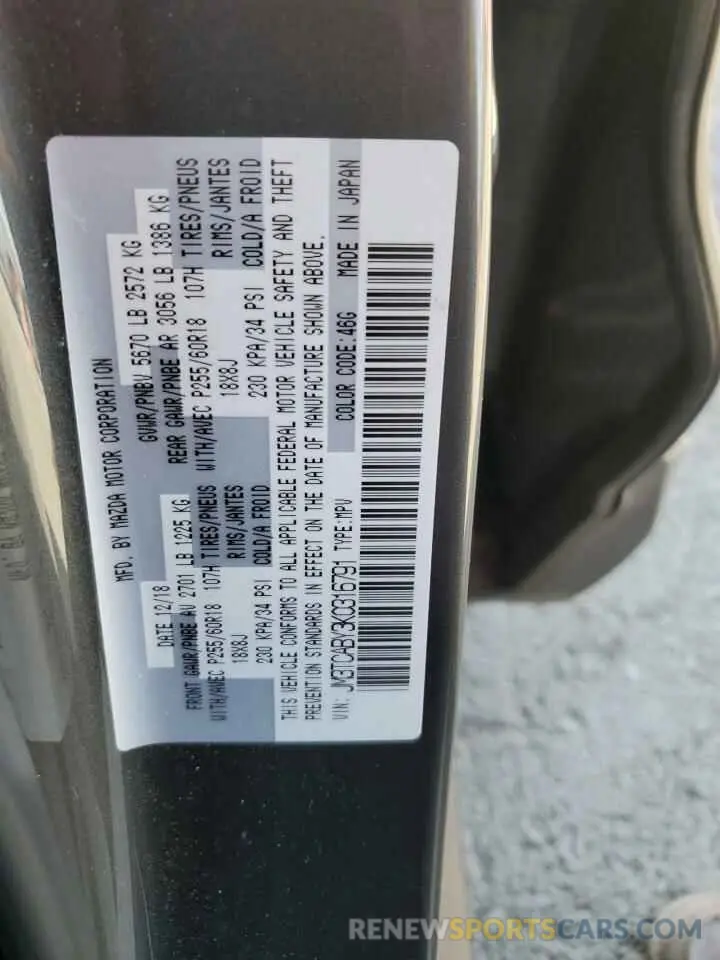 MFD. BY MAZDA MOTOR CORPORATION
DATE 12/18 GVWR/PNBV 5670 LB 2572 KG
FRONT GAWR/PNBE AV 2701 LB 1225 KG REAR GAWR/PNBE AR 3056 LB 1386 KG
WITH/AVEC P255/60R18 107H TIRES/PNEUS WITH/AVEC P255/60R18 107H TIRES/PNEUS
18X8J RIMS/JANTES 18X8J RIMS/JANTES
230 KPA/34 PSI COLD/A FROID 230 KPA/34 PSI COLD/A FROID
THIS VEHICLE CONFORMS TO ALL APPLICABLE FEDERAL MOTOR VEHICLE SAFETY AND THEFT
PREVENTION STANDARDS IN EFFECT ON THE DATE OF MANUFACTURE SHOWN ABOVE.
VIN: JM3TCABY3K0316791 TYPE:MPV COLOR CODE:46G MADE IN JAPAN
RENEWSPORTSCARS.COM